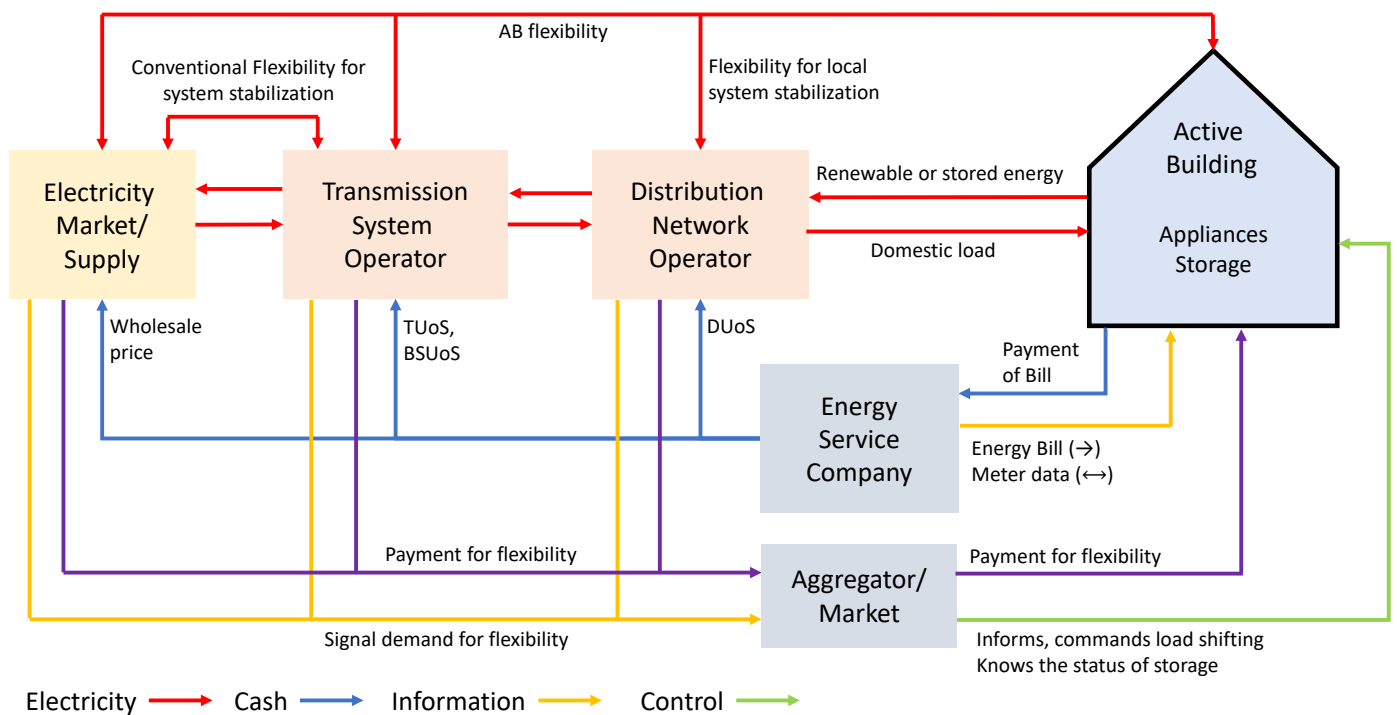 AB flexibility
Conventional Flexibility for
system stabilization
Flexibility for local
system stabilization
Active
Building
Appliances
Storage
Electricity
Market/
Supply
Transmission
System
Operator
Distribution
Network
Operator
Renewable or stored energy
Domestic load
Wholesale
price
TUoS,
BSUoS
DUoS
Payment
of Bill
Energy
Service
Company
Energy Bill (→)
Meter data (↔)
Payment for flexibility
Aggregator/
Market
Payment for flexibility
Signal demand for flexibility
Informs, commands load shifting
Knows the status of storage
Electricity
Cash
Information
Control